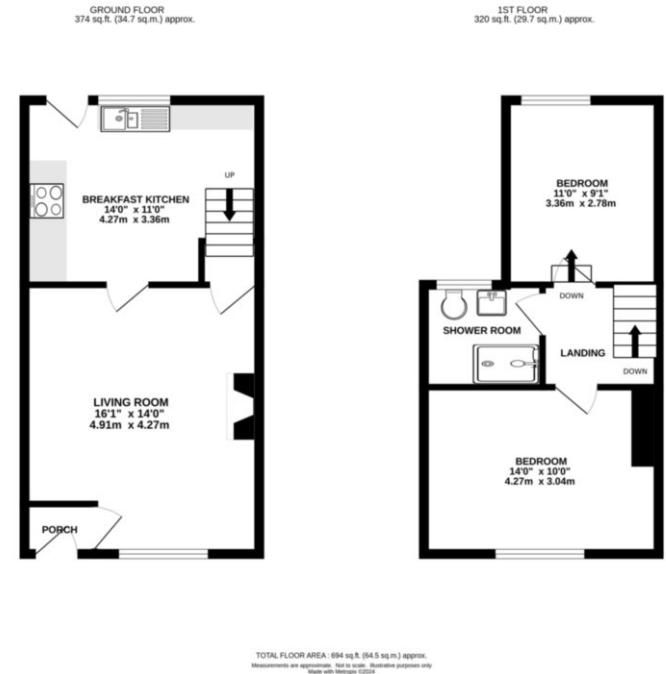 GROUND FLOOR
374 sq.ft. (34.7 sq.m.) approx.
1ST FLOOR
320 sq.ft. (29.7 sq.m.) approx.
UP
BREAKFAST KITCHEN
14'0" x 11'0"
4.27m x 3.36m
LIVING ROOM
16'1" x 14'0"
4.91m x 4.27m
PORCH
BEDROOM
11'0" x 9'1"
3.36m x 2.78m
DOWN
SHOWER ROOM
LANDING
DOWN
BEDROOM
14'0" x 10'0"
4.27m x 3.04m
TOTAL FLOOR AREA : 694 sq.ft. (64.5 sq.m.) approx.
Measurements are approximate. Not to scale. Illustrative purposes only
Made with Metropix ©2024